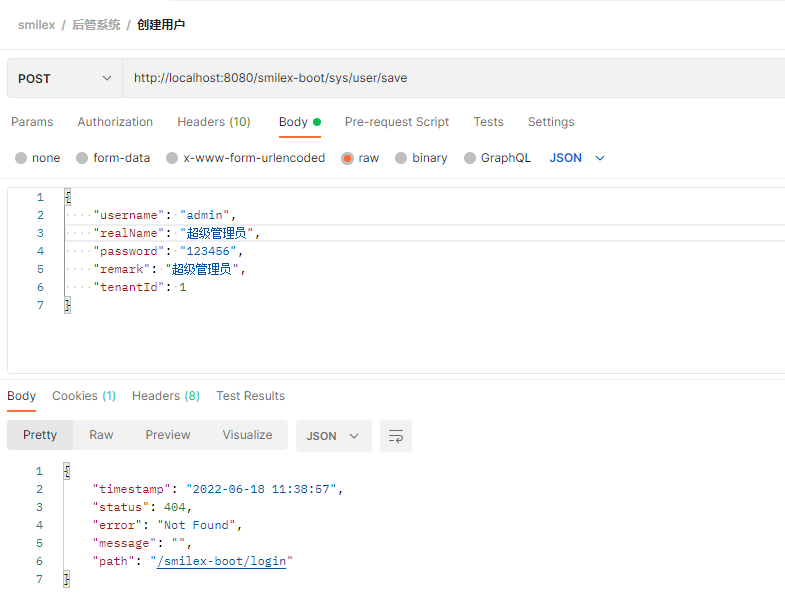 smilex / 后管系统 / 创建用户
POST http://localhost:8080/smilex-boot/sys/user/save
Params Authorization Headers (10) Body Pre-request Script Tests Settings
none form-data x-www-form-urlencoded raw binary GraphQL JSON
1 {
2 "username": "admin",
3 "realName": "超级管理员",
4 "password": "123456",
5 "remark": "超级管理员",
6 "tenantId": 1
7 }
Body Cookies (1) Headers (8) Test Results
Pretty Raw Preview Visualize JSON
1 {
2 "timestamp": "2022-06-18 11:38:57",
3 "status": 404,
4 "error": "Not Found",
5 "message": "",
6 "path": "/smilex-boot/login"
7 }